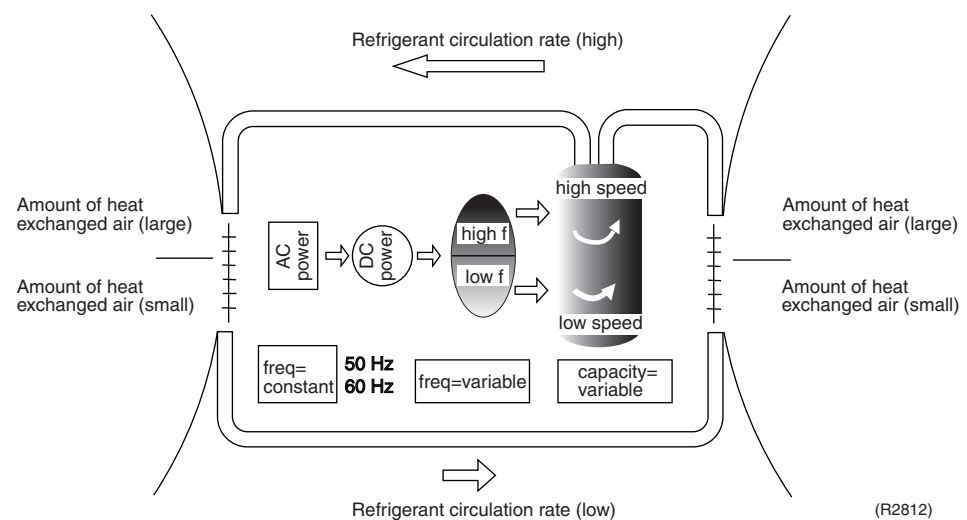 Refrigerant circulation rate (high)
Amount of heat
exchanged air (large)
Amount of heat
exchanged air (small)
AC
power
DC
power
high f
low f
high speed
low speed
Amount of heat
exchanged air (large)
Amount of heat
exchanged air (small)
freq=
constant
50 Hz
60 Hz
freq=variable
capacity=
variable
Refrigerant circulation rate (low)
(R2812)